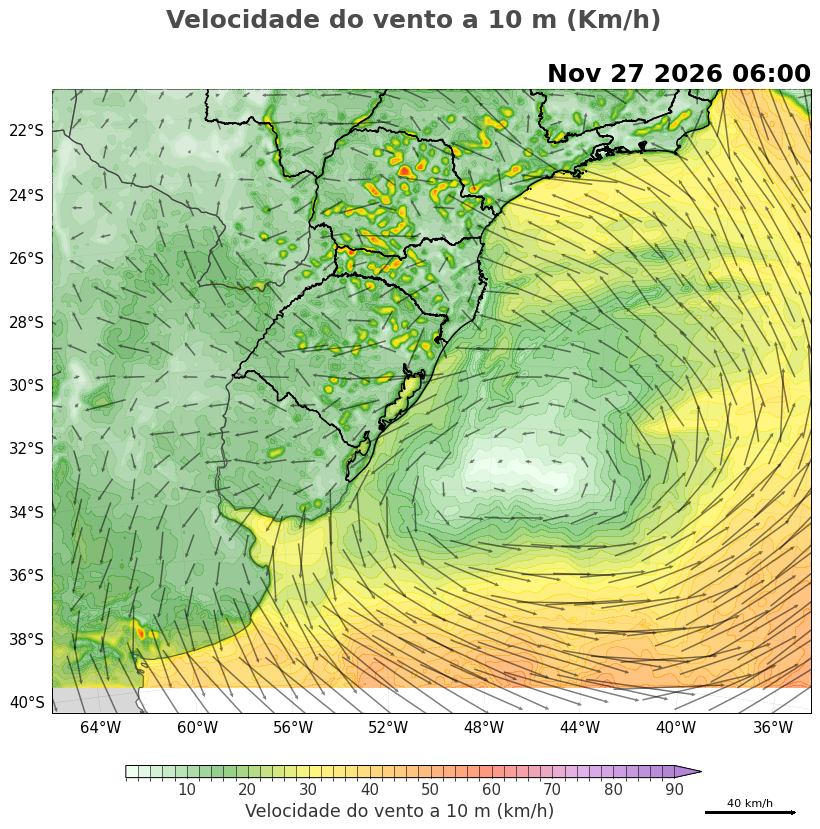 Velocidade do vento a 10 m (Km/h)
Nov 27 2026 06:00
22°S
24°S
26°S
28°S
30°S
32°S
34°S
36°S
38°S
40°S
64°W 60°W 56°W 52°W 48°W 44°W 40°W 36°W
10 20 30 40 50 60 70 80 90
Velocidade do vento a 10 m (km/h)
40 km/h